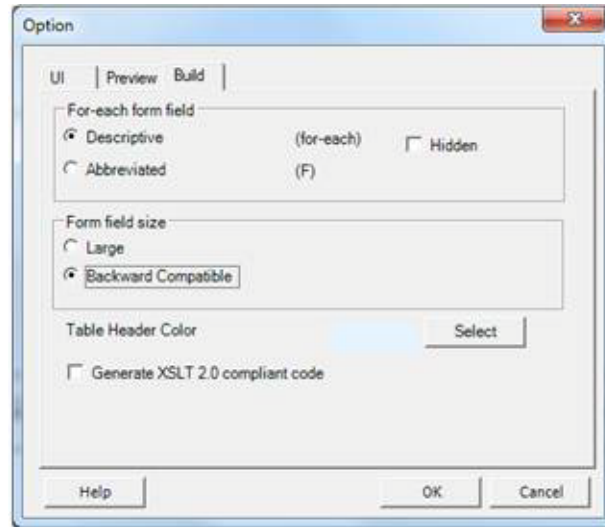 Option
UI Preview Build
For-each form field
Descriptive (for-each) Hidden
Abbreviated (F)
Form field size
Large
Backward Compatible
Table Header Color Select
Generate XSLT 2.0 compliant code
Help OK Cancel